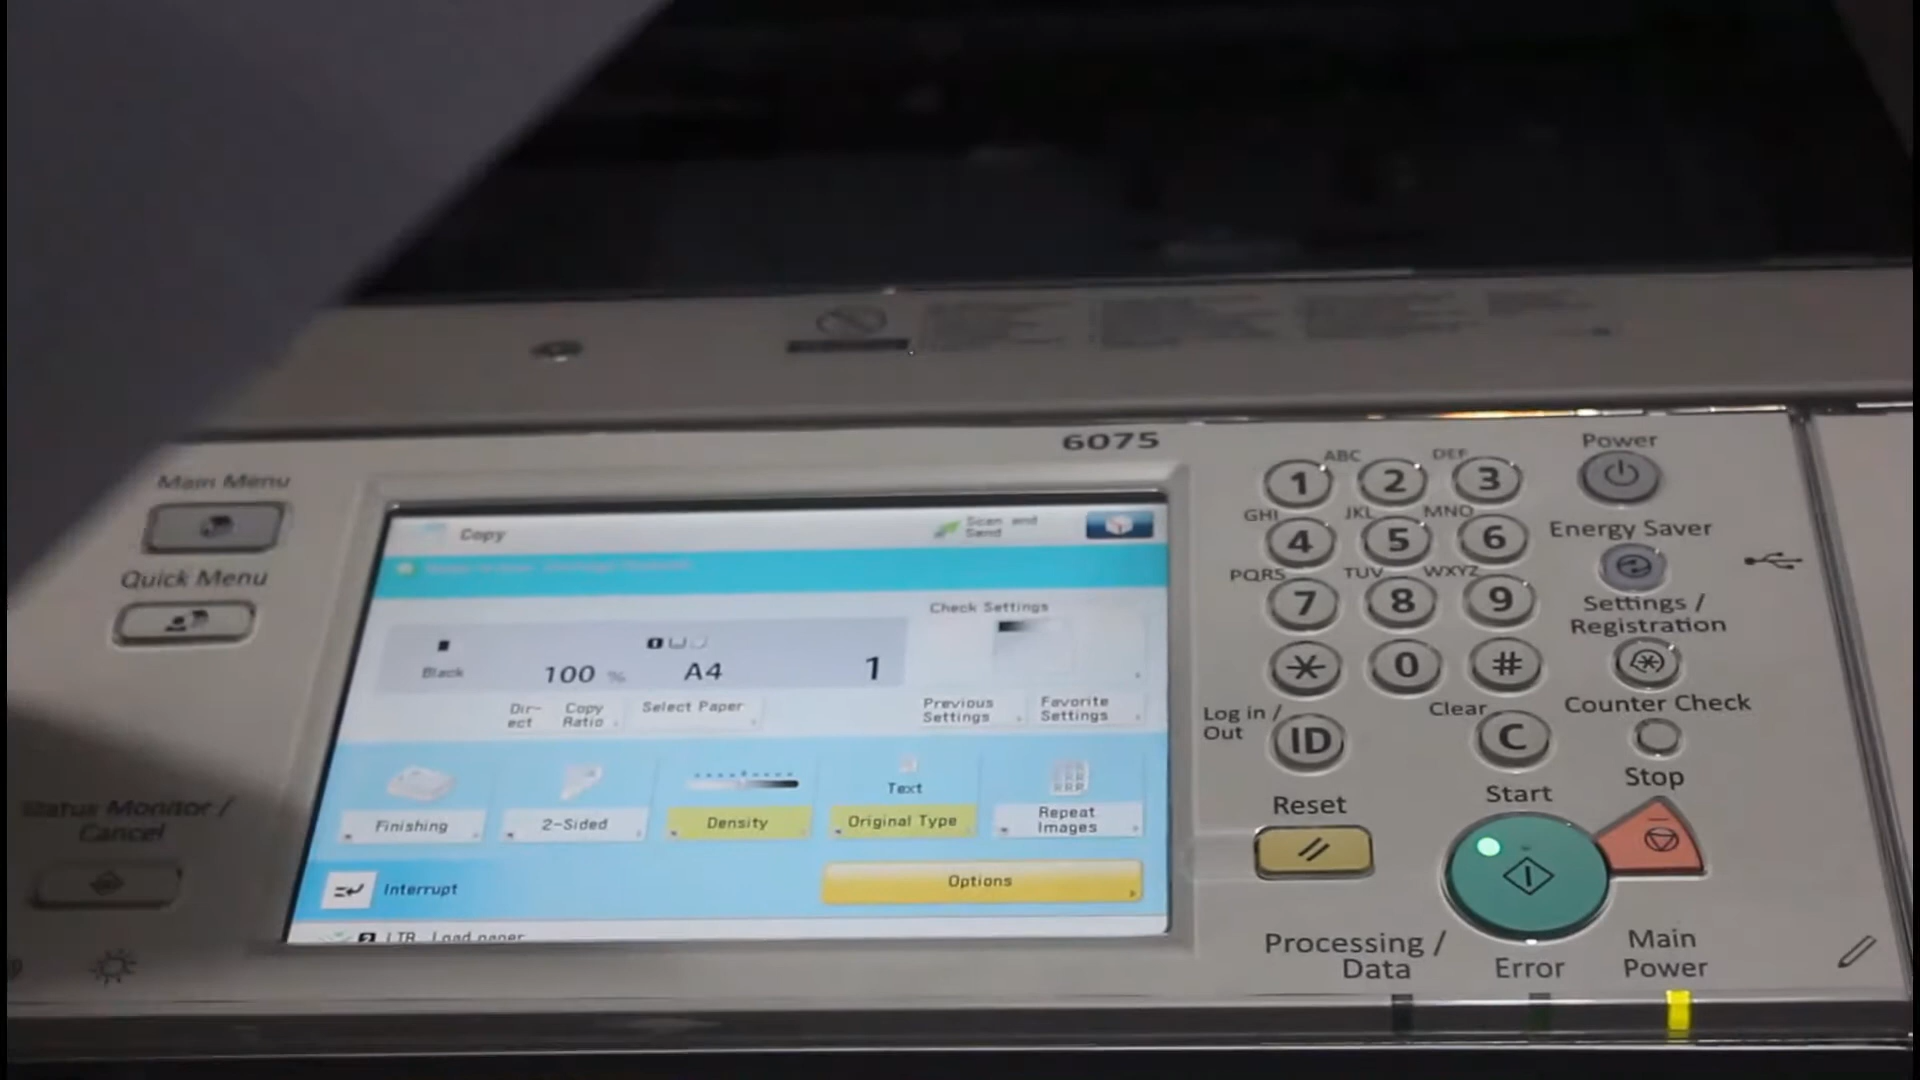 6075
Main Menu
Quick Menu
Status Monitor /
Cancel
Copy
Scan and
Send
Check Settings
Black
100 %
A4
1
Dir-
ect
Copy
Ratio
Select Paper
Previous
Settings
Favorite
Settings
Finishing
2-Sided
Density
Text
Original Type
Repeat
Images
Interrupt
Options
2 LTR Load paper
1 ABC 2 DEF 3
GHI 4 JKL 5 MNO 6
PQRS 7 TUV 8 WXYZ 9
0 #
Log in /
Out
ID
Clear
C
Power
Energy Saver
Settings /
Registration
Counter Check
Stop
Start
Reset
Processing /
Data
Error
Main
Power